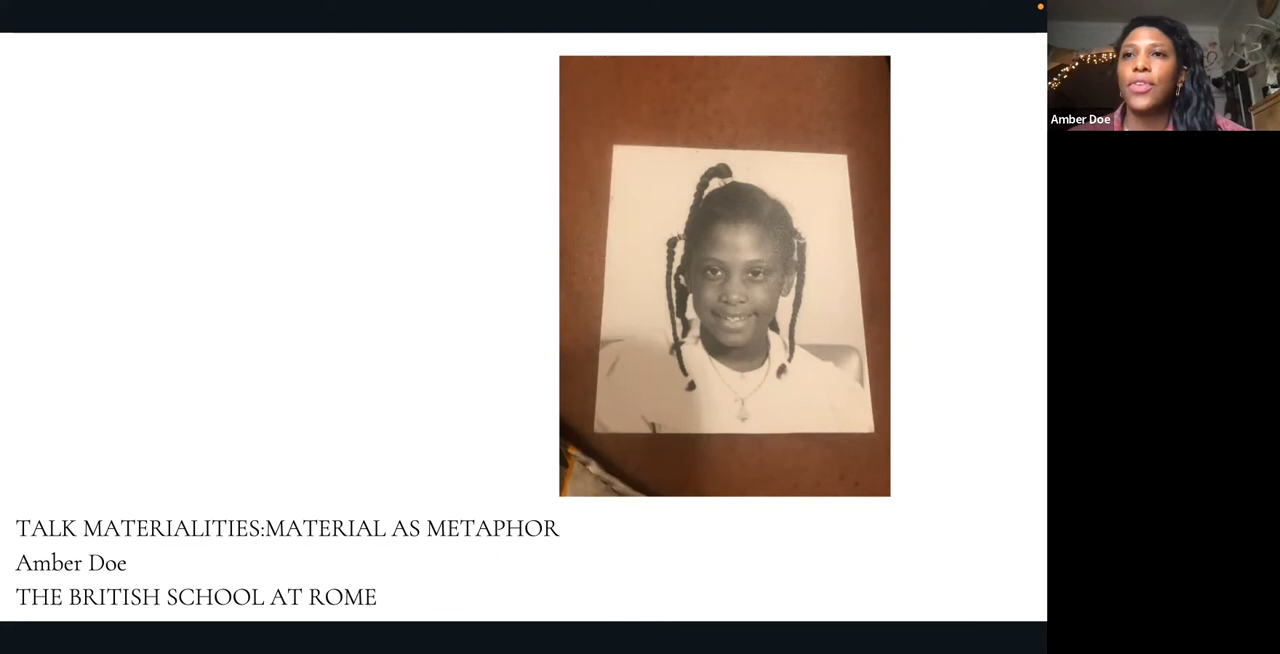 TALK MATERIALITIES:MATERIAL AS METAPHOR
Amber Doe
THE BRITISH SCHOOL AT ROME
Amber Doe